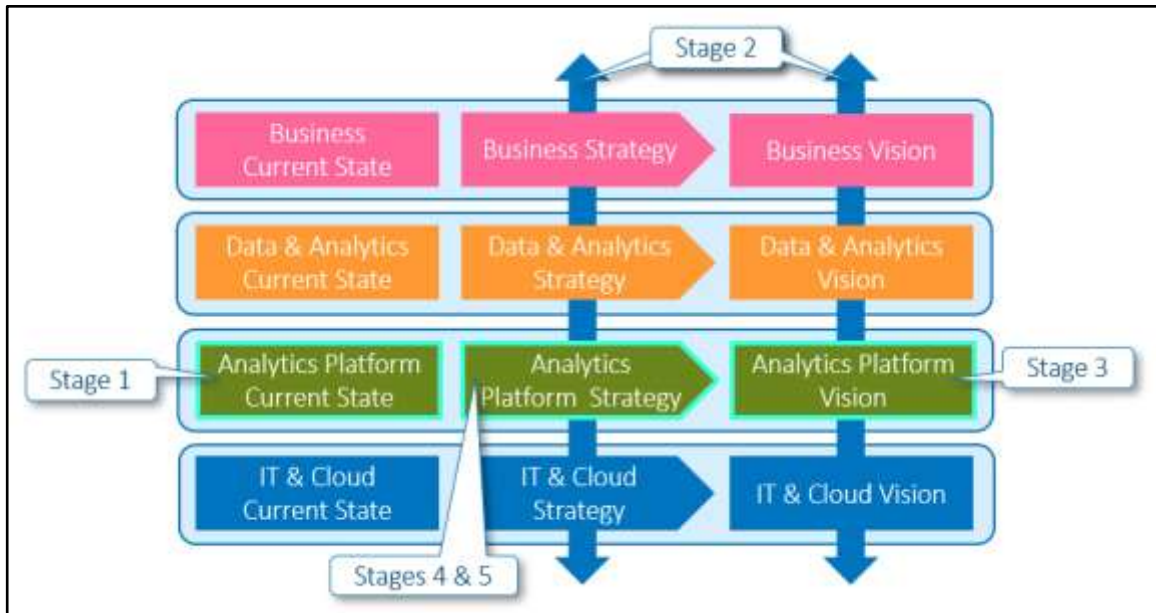 Stage 2
Business
Current State
Business Strategy
Business Vision
Data & Analytics
Current State
Data & Analytics
Strategy
Data & Analytics
Vision
Stage 1
Analytics Platform
Current State
Analytics
Platform Strategy
Analytics Platform
Vision
Stage 3
IT & Cloud
Current State
IT & Cloud
Strategy
IT & Cloud Vision
Stages 4 & 5